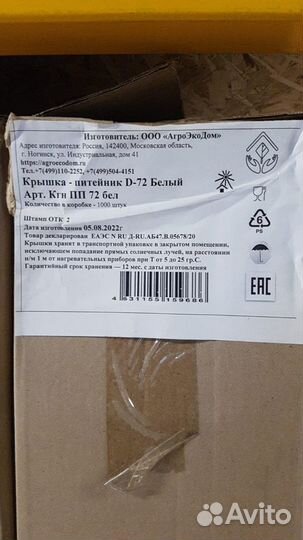 Изготовитель: ООО «АгроЭкоДом»
Адрес изготовителя: Россия, 142400, Московская область,
г. Ногинск, ул. Индустриальная, дом 41
https://agroecodom.ru
Тел.+7(499)110-2252, +7(499)504-4151
Крышка - питейник D-72 Белый
Арт. Кгн ПП 72 бел
Количество в коробке - 1000 штук
Штамп ОТК 2
Дата изготовления 05.08.2022г
Товар декларирован ЕАЭС N RU Д-RU.АБ47.В.05678/20
Крышки хранят в транспортной упаковке в закрытом помещении,
исключающем попадание прямых солнечных лучей, на расстоянии
н/м 1 м от нагревательных приборов при Т от 5 до 25 гр.С.
Гарантийный срок хранения – 12 мес. с даты изготовления
4631155159686
6
PS
EAC
Avito